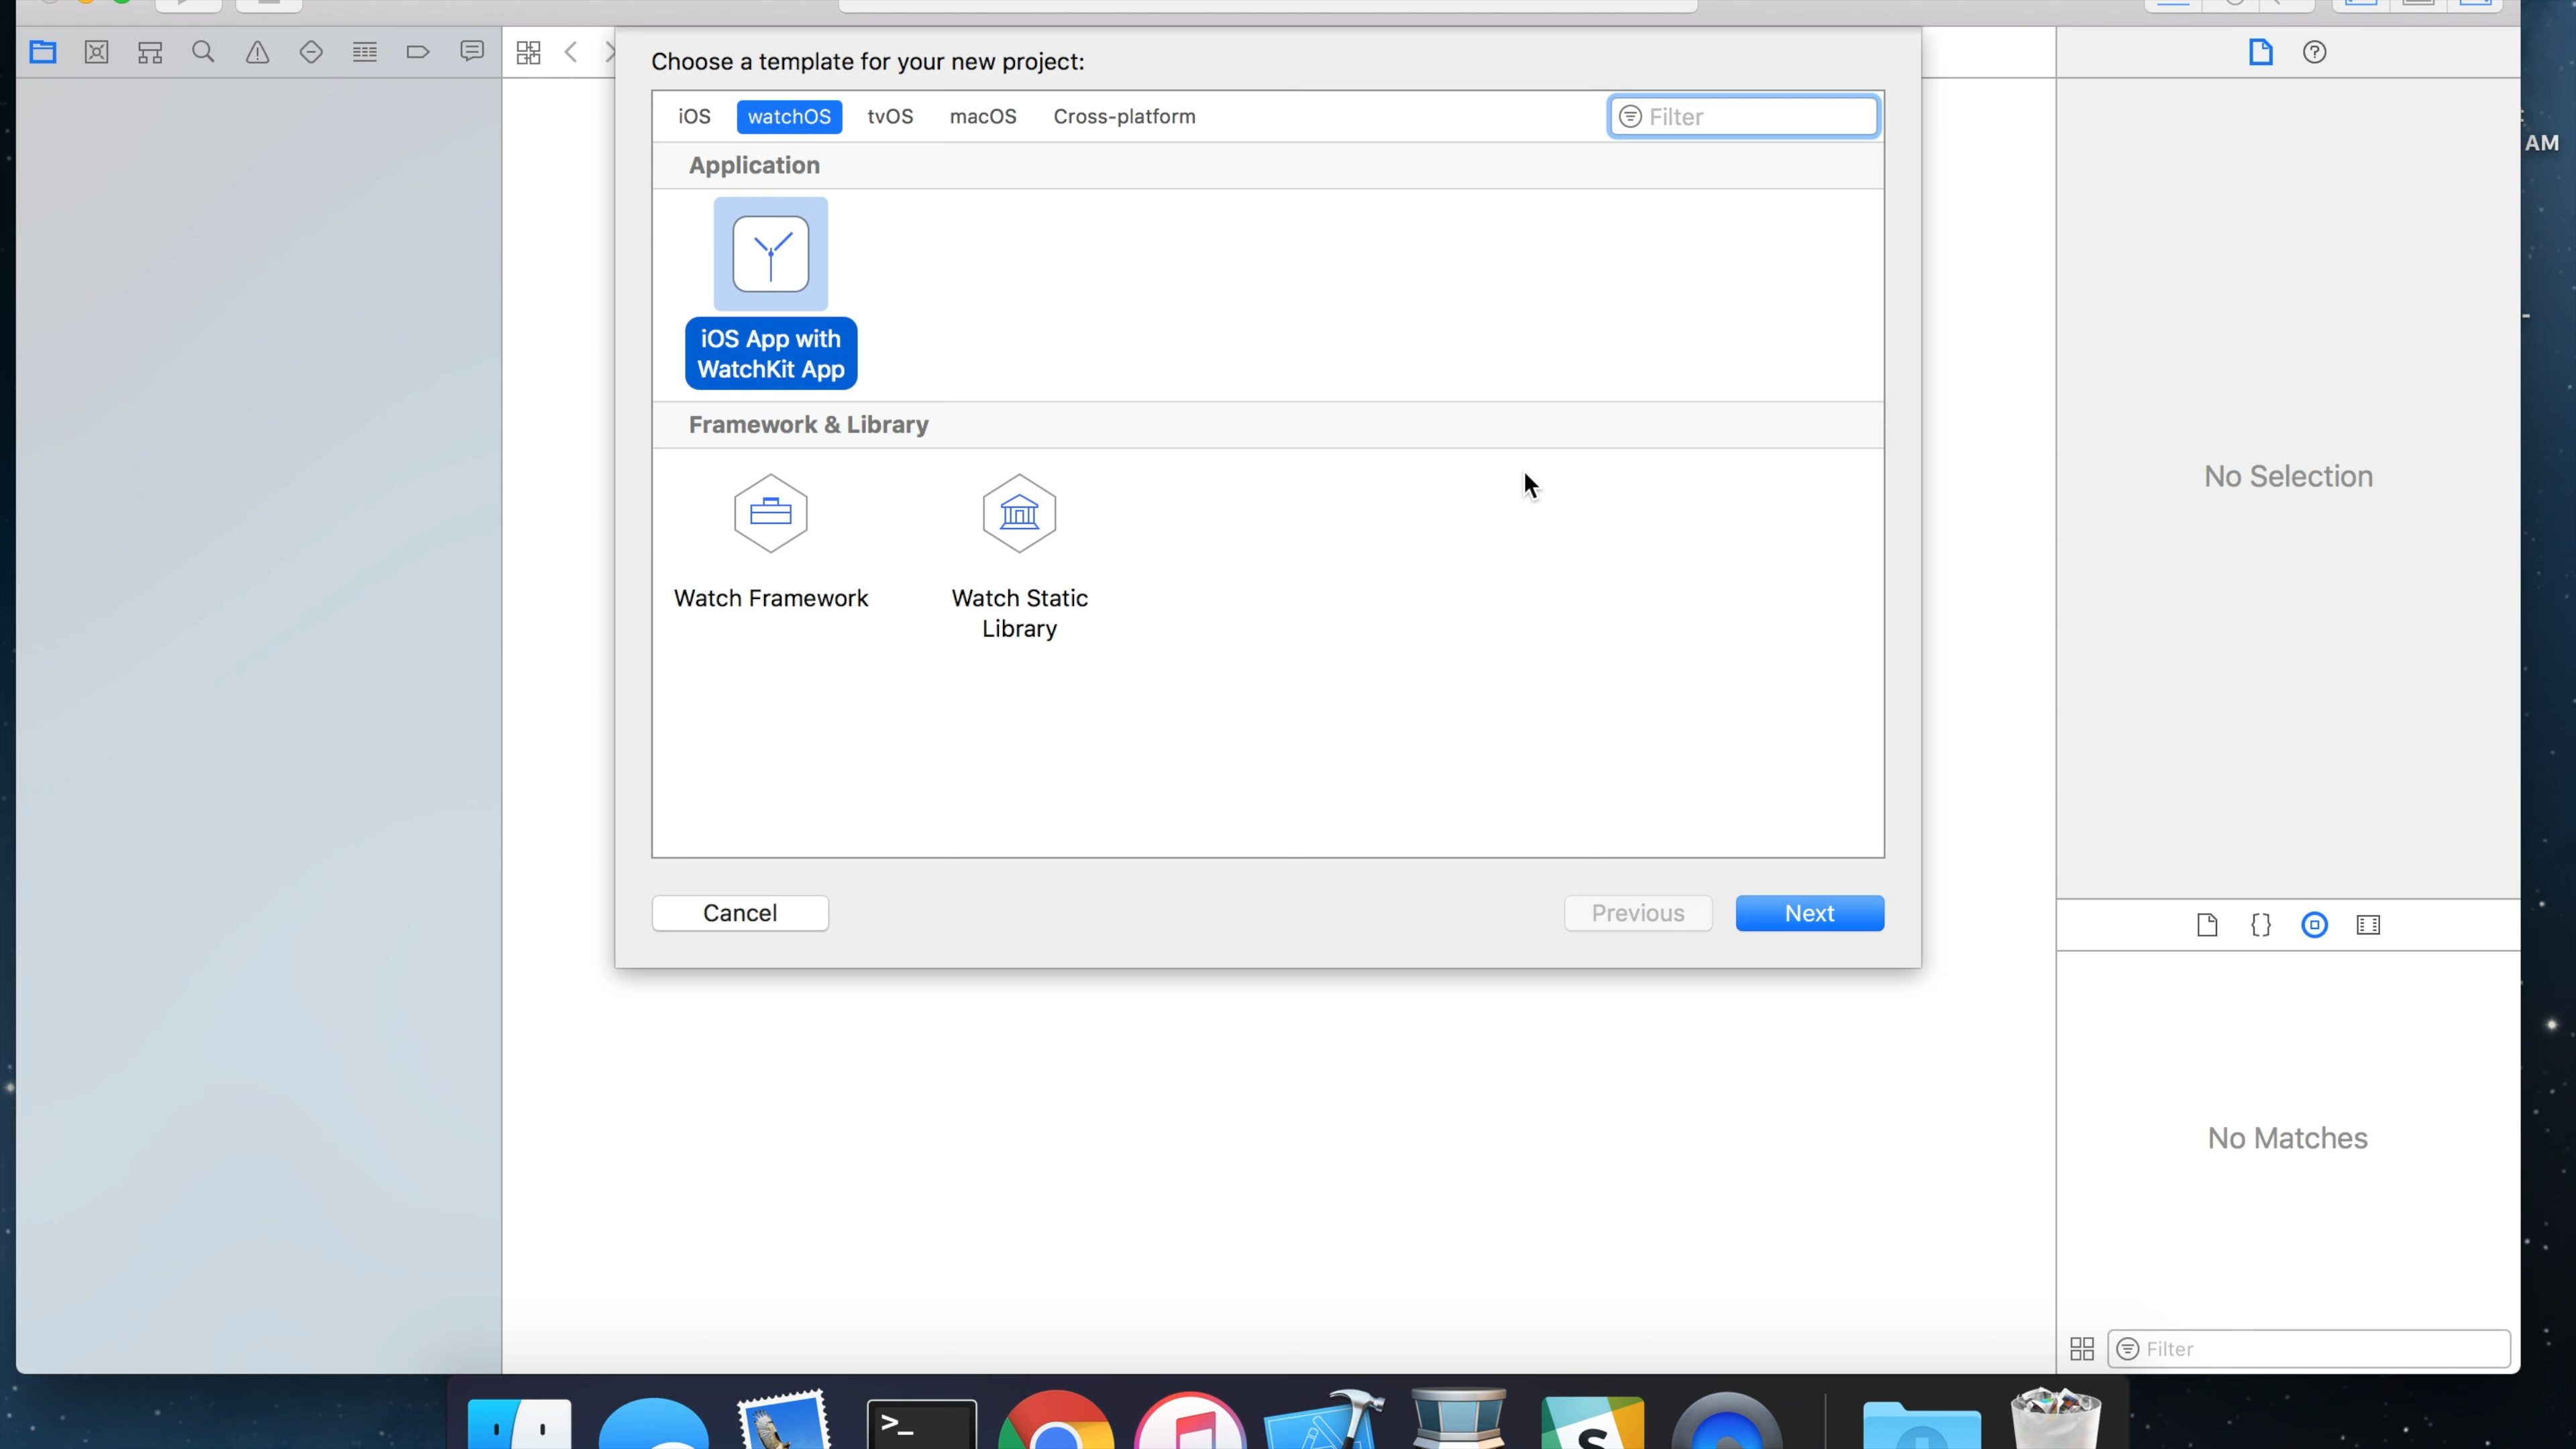 Choose a template for your new project:
iOS watchOS tvOS macOS Cross-platform Filter
AM
Application
iOS App with
WatchKit App
Framework & Library
No Selection
Watch Framework
Watch Static
Library
Cancel Previous Next
No Matches
Filter
>_
S